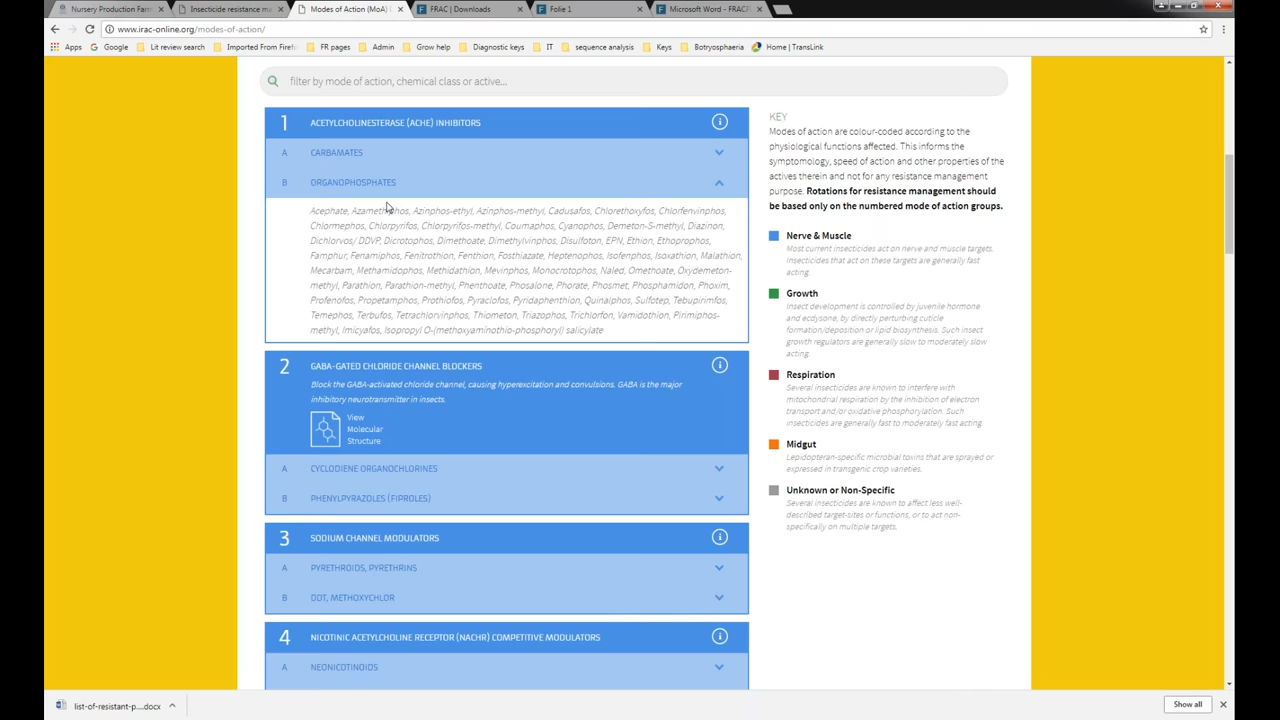 Nursery Production Farm
Insecticide resistance ma
Modes of Action (MoA)
FRAC | Downloads
Folie 1
Microsoft Word - FRACF
www.irac-online.org/modes-of-action/
Apps
Google
Lit review search
Imported From Firef
FR pages
Admin
Grow help
Diagnostic keys
IT
sequence analysis
Keys
Botryosphaeria
Home | TransLink
filter by mode of action, chemical class or active...
1 ACETYLCHOLINESTERASE (ACHE) INHIBITORS
A CARBAMATES
B ORGANOPHOSPHATES
Acephate, Azamethiphos, Azinphos-ethyl, Azinphos-methyl, Cadusafos, Chlorethoxyfos, Chlorfenvinphos,
Chlormephos, Chlorpyrifos, Chlorpyrifos-methyl, Coumaphos, Cyanophos, Demeton-S-methyl, Diazinon,
Dichlorvos/ DDVP, Dicrotophos, Dimethoate, Dimethylvinphos, Disulfoton, EPN, Ethion, Ethoprophos,
Famphur, Fenamiphos, Fenitrothion, Fenthion, Fosthiazate, Heptenophos, Isofenphos, Isoxathion, Malathion,
Mecarbam, Methamidophos, Methidathion, Mevinphos, Monocrotophos, Naled, Omethoate, Oxydemeton-
methyl, Parathion, Parathion-methyl, Phenthoate, Phosalone, Phorate, Phosmet, Phosphamidon, Phoxim,
Profenofos, Propetamphos, Prothiofos, Pyraclofos, Pyridaphenthion, Quinalphos, Sulfotep, Tebupirimfos,
Temephos, Terbufos, Tetrachlorvinphos, Thiometon, Triazophos, Trichlorfon, Vamidothion, Pirimiphos-
methyl, Imicyafos, Isopropyl O-(methoxyaminothio-phosphoryl) salicylate
2 GABA-GATED CHLORIDE CHANNEL BLOCKERS
Block the GABA-activated chloride channel, causing hyperexcitation and convulsions. GABA is the major
inhibitory neurotransmitter in insects.
View
Molecular
Structure
A CYCLODIENE ORGANOCHLORINES
B PHENYLPYRAZOLES (FIPROLES)
3 SODIUM CHANNEL MODULATORS
A PYRETHROIDS, PYRETHRINS
B DDT, METHOXYCHLOR
4 NICOTINIC ACETYLCHOLINE RECEPTOR (NACHR) COMPETITIVE MODULATORS
A NEONICOTINOIDS
KEY
Modes of action are colour-coded according to the
physiological functions affected. This informs the
symptomology, speed of action and other properties of the
actives therein and not for any resistance management
purpose. Rotations for resistance management should
be based only on the numbered mode of action groups.
Nerve & Muscle
Most current insecticides act on nerve and muscle targets.
Insecticides that act on these targets are generally fast
acting.
Growth
Insect development is controlled by juvenile hormone
and ecdysone, by directly perturbing cuticle
formation/deposition or lipid biosynthesis. Such insect
growth regulators are generally slow to moderately slow
acting.
Respiration
Several insecticides are known to interfere with
mitochondrial respiration by the inhibition of electron
transport and/or oxidative phosphorylation. Such
insecticides are generally fast to moderately fast acting.
Midgut
Lepidopteran-specific microbial toxins that are sprayed or
expressed in transgenic crop varieties.
Unknown or Non-Specific
Several insecticides are known to affect less well-
described target-sites or functions, or to act non-
specifically on multiple targets.
list-of-resistant-p....docx
Show all